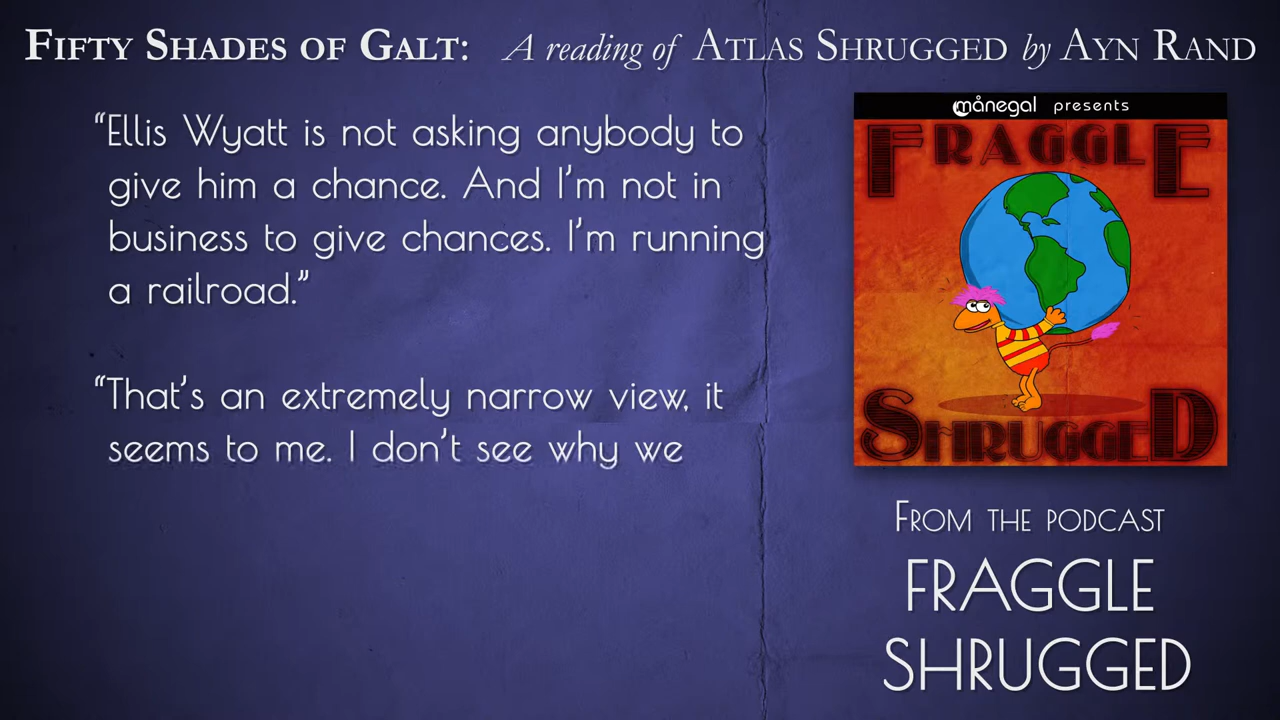 Fifty Shades of Galt: A reading of Atlas Shrugged by Ayn Rand
“Ellis Wyatt is not asking anybody to
give him a chance. And I’m not in
business to give chances. I’m running
a railroad.”
“That’s an extremely narrow view, it
seems to me. I don’t see why we
månegal presents
FRAGGLE
SHRUGGED
From the podcast
FRAGGLE
SHRUGGED